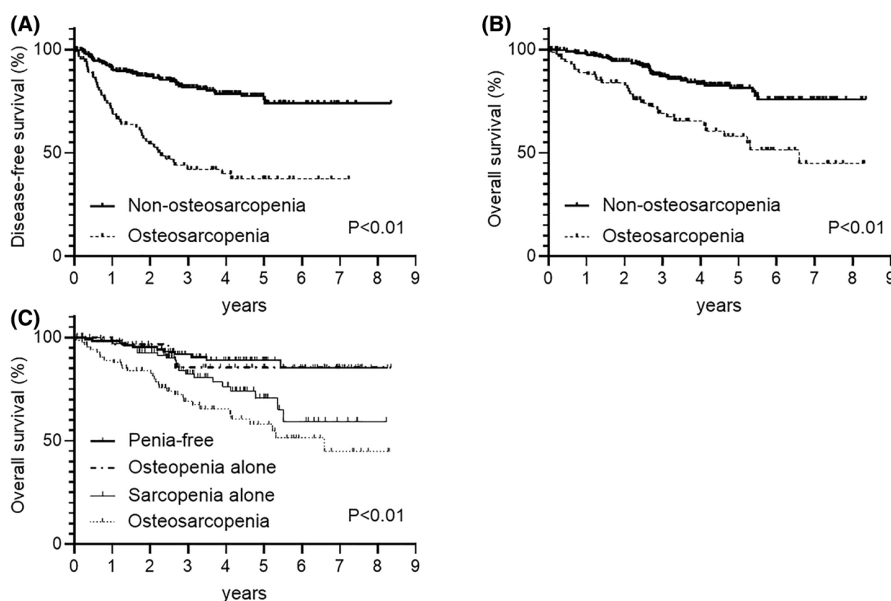 (A)
Disease-free survival (%)
100
50
0
Non-osteosarcopenia
Osteosarcopenia
P<0.01
0 1 2 3 4 5 6 7 8 9
years
(B)
Overall survival (%)
100
50
0
Non-osteosarcopenia
Osteosarcopenia
P<0.01
0 1 2 3 4 5 6 7 8 9
years
(C)
Overall survival (%)
100
50
0
Penia-free
Osteopenia alone
Sarcopenia alone
Osteosarcopenia
P<0.01
0 1 2 3 4 5 6 7 8 9
years